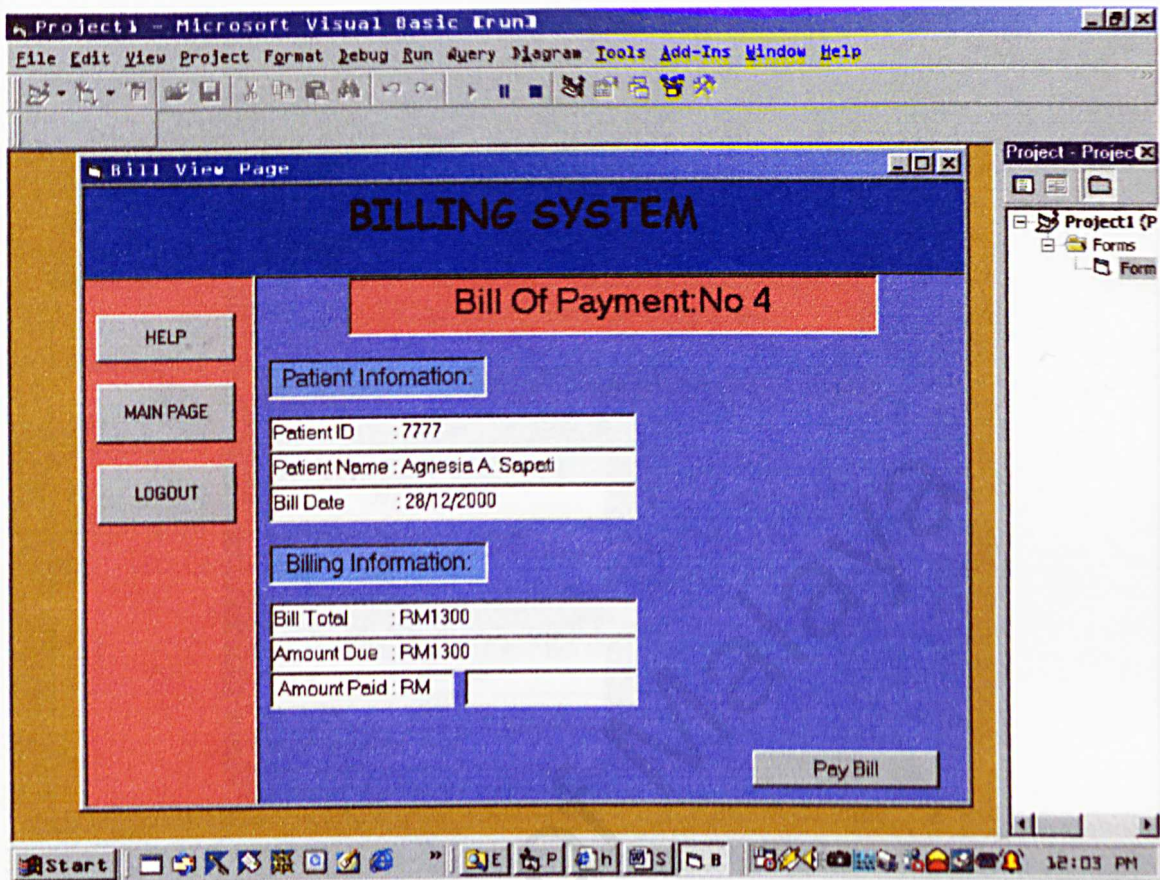 Project1 - Microsoft Visual Basic [run]
File Edit View Project Format Debug Run Query Diagram Tools Add-Ins Window Help
Project - Projec
Bill View Page
BILLING SYSTEM
Project1 (P
Forms
Form
Bill Of Payment:No 4
HELP
MAIN PAGE
LOGOUT
Patient Infomation:
Patient ID : 7777
Patient Name : Agnesia A. Sapati
Bill Date : 28/12/2000
Billing Information:
Bill Total : RM1300
Amount Due : RM1300
Amount Paid : RM
Pay Bill
Start E P h S B 12:03 PM